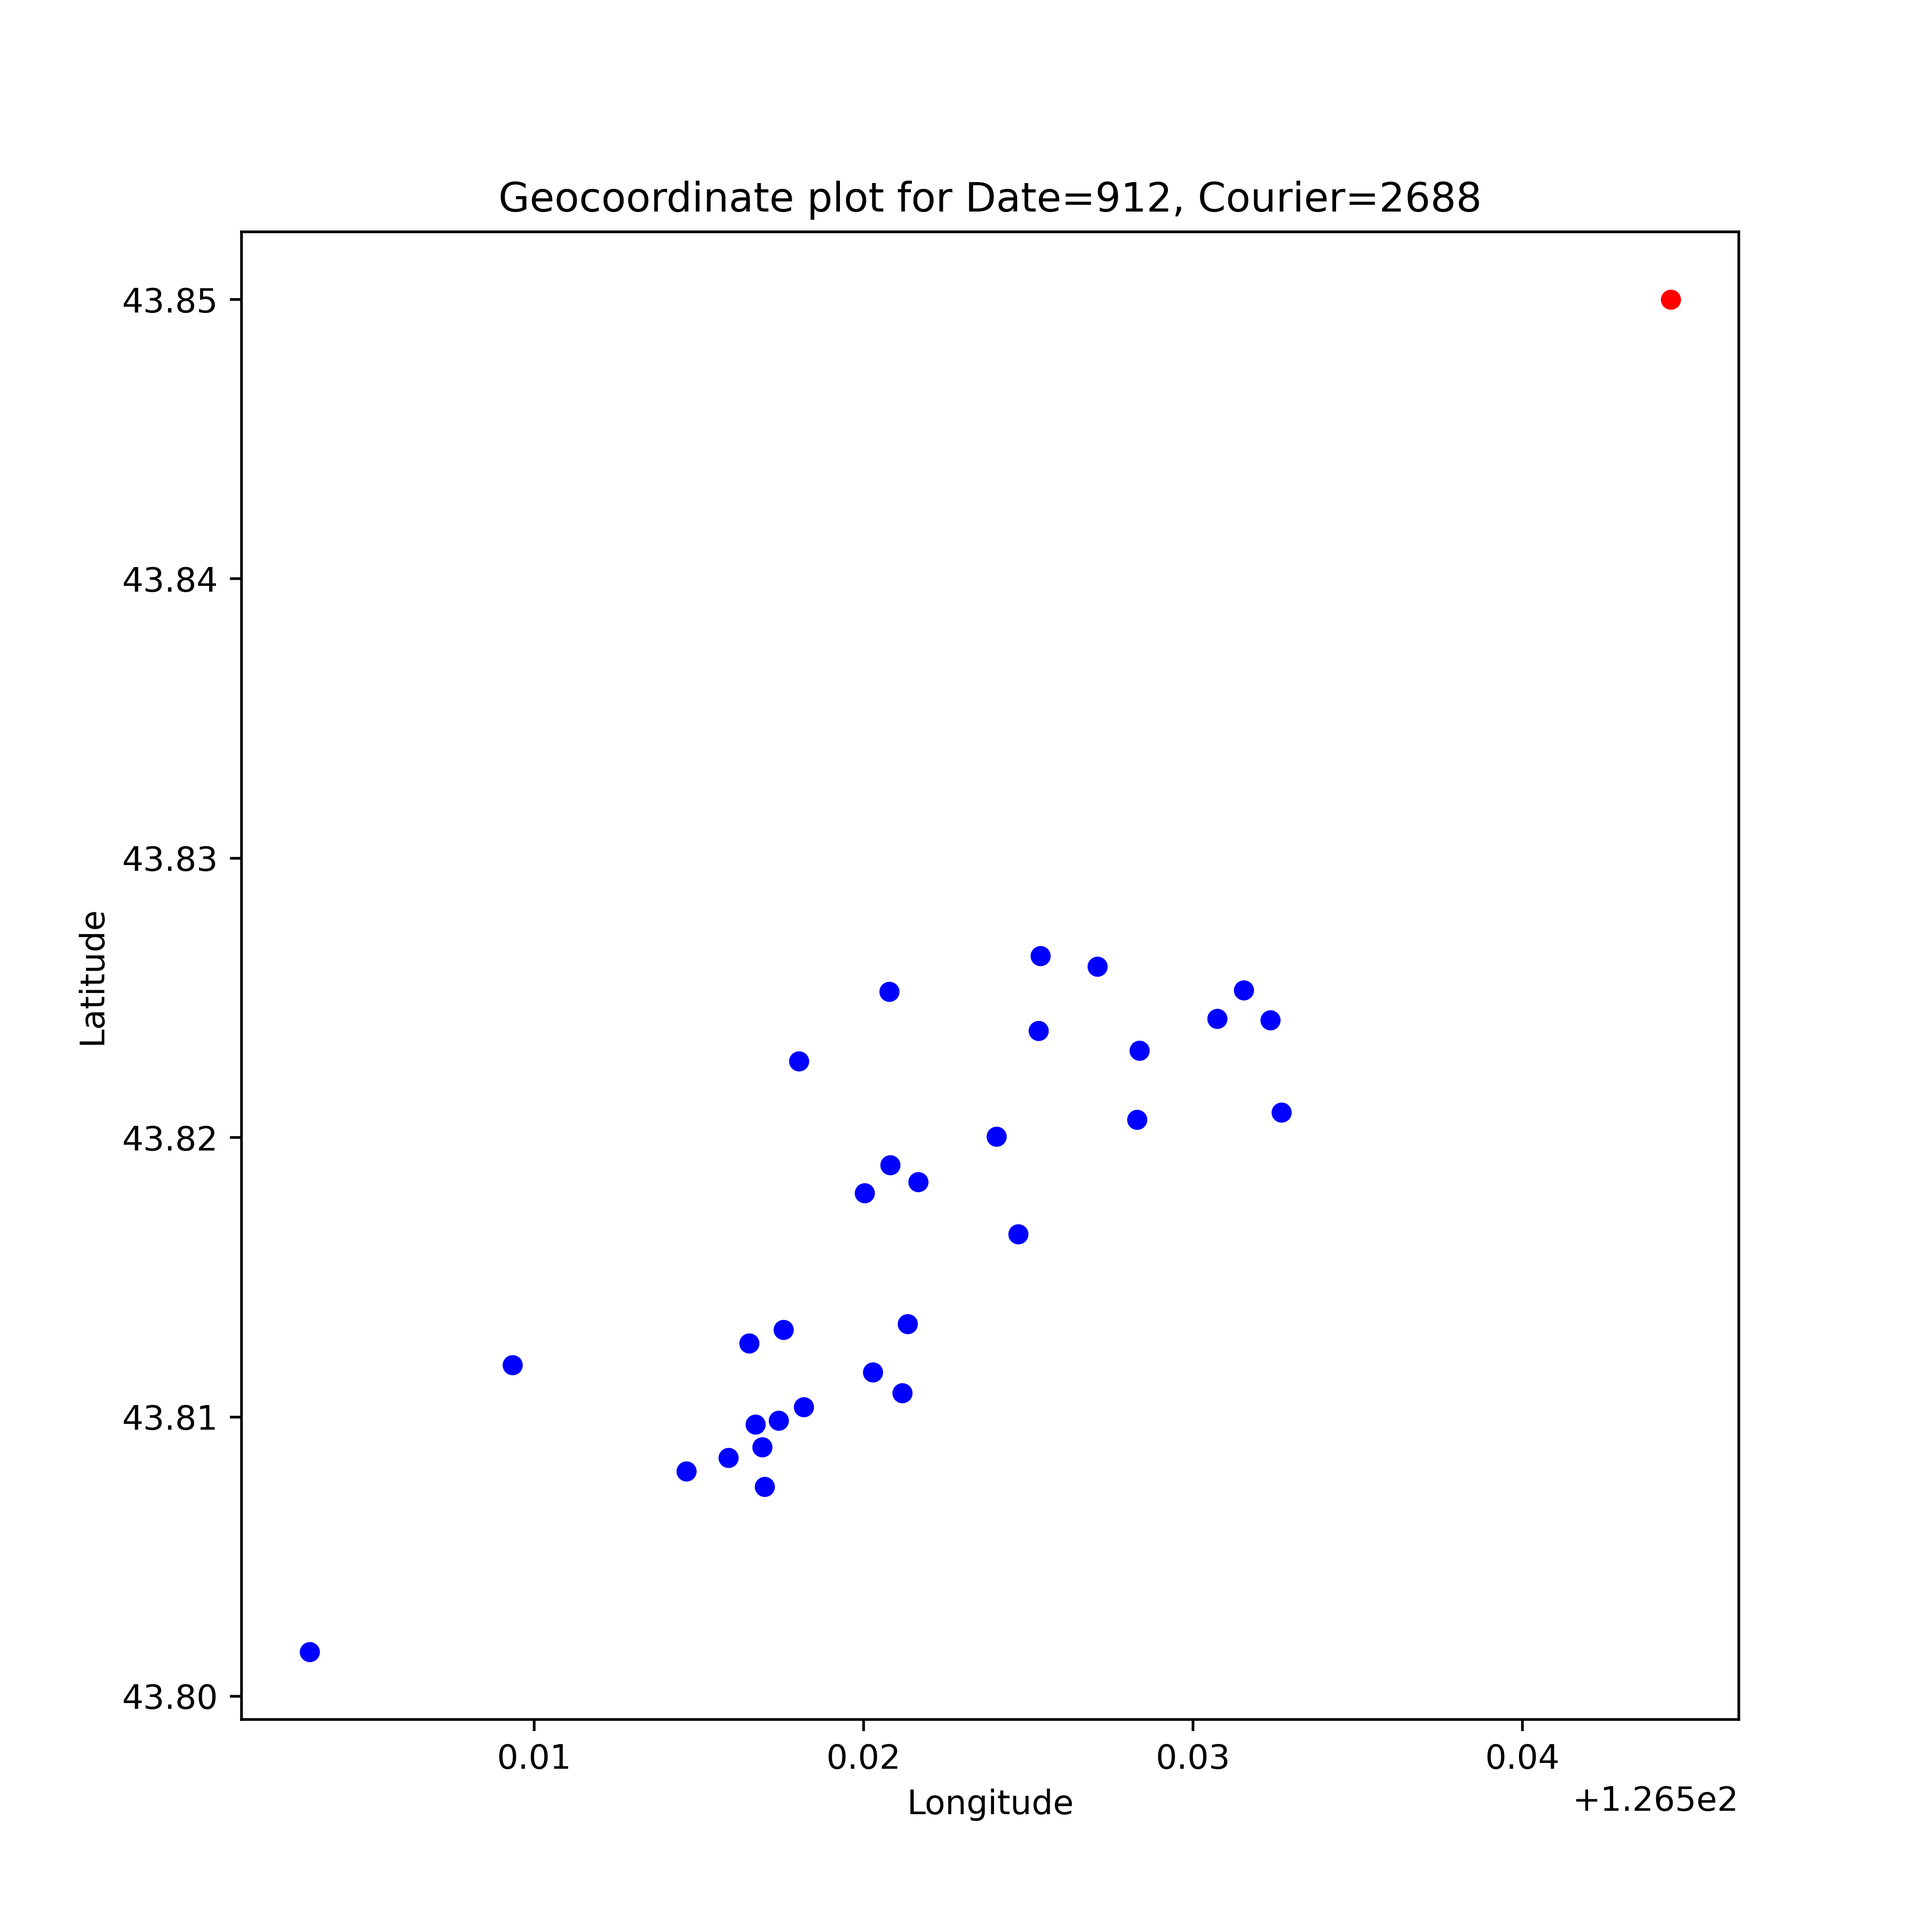 Geocoordinate plot for Date=912, Courier=2688
43.85
43.84
43.83
43.82
43.81
43.80
Latitude
0.01 0.02 0.03 0.04
Longitude
+1.265e2